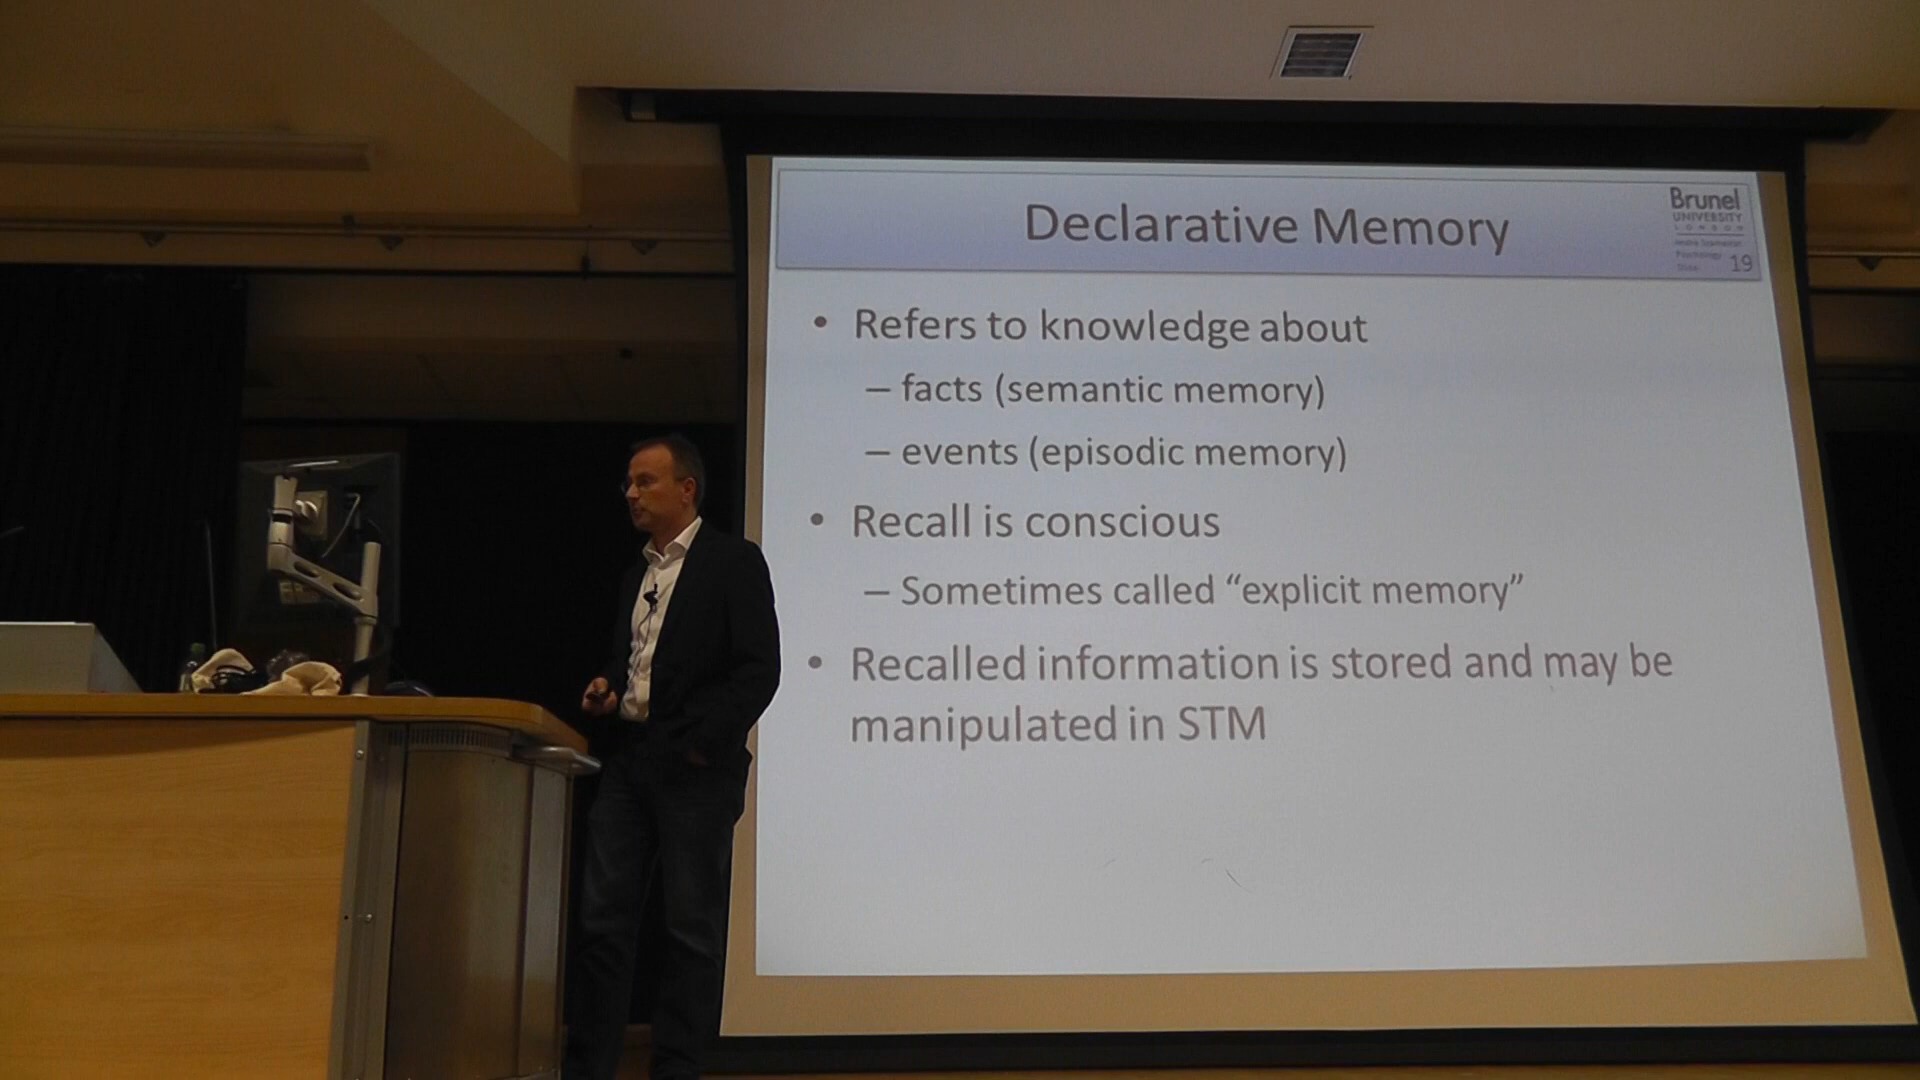 Declarative Memory
Brunel
UNIVERSITY
LONDON
Psychology
19
• Refers to knowledge about
– facts (semantic memory)
– events (episodic memory)
• Recall is conscious
– Sometimes called “explicit memory”
• Recalled information is stored and may be
manipulated in STM